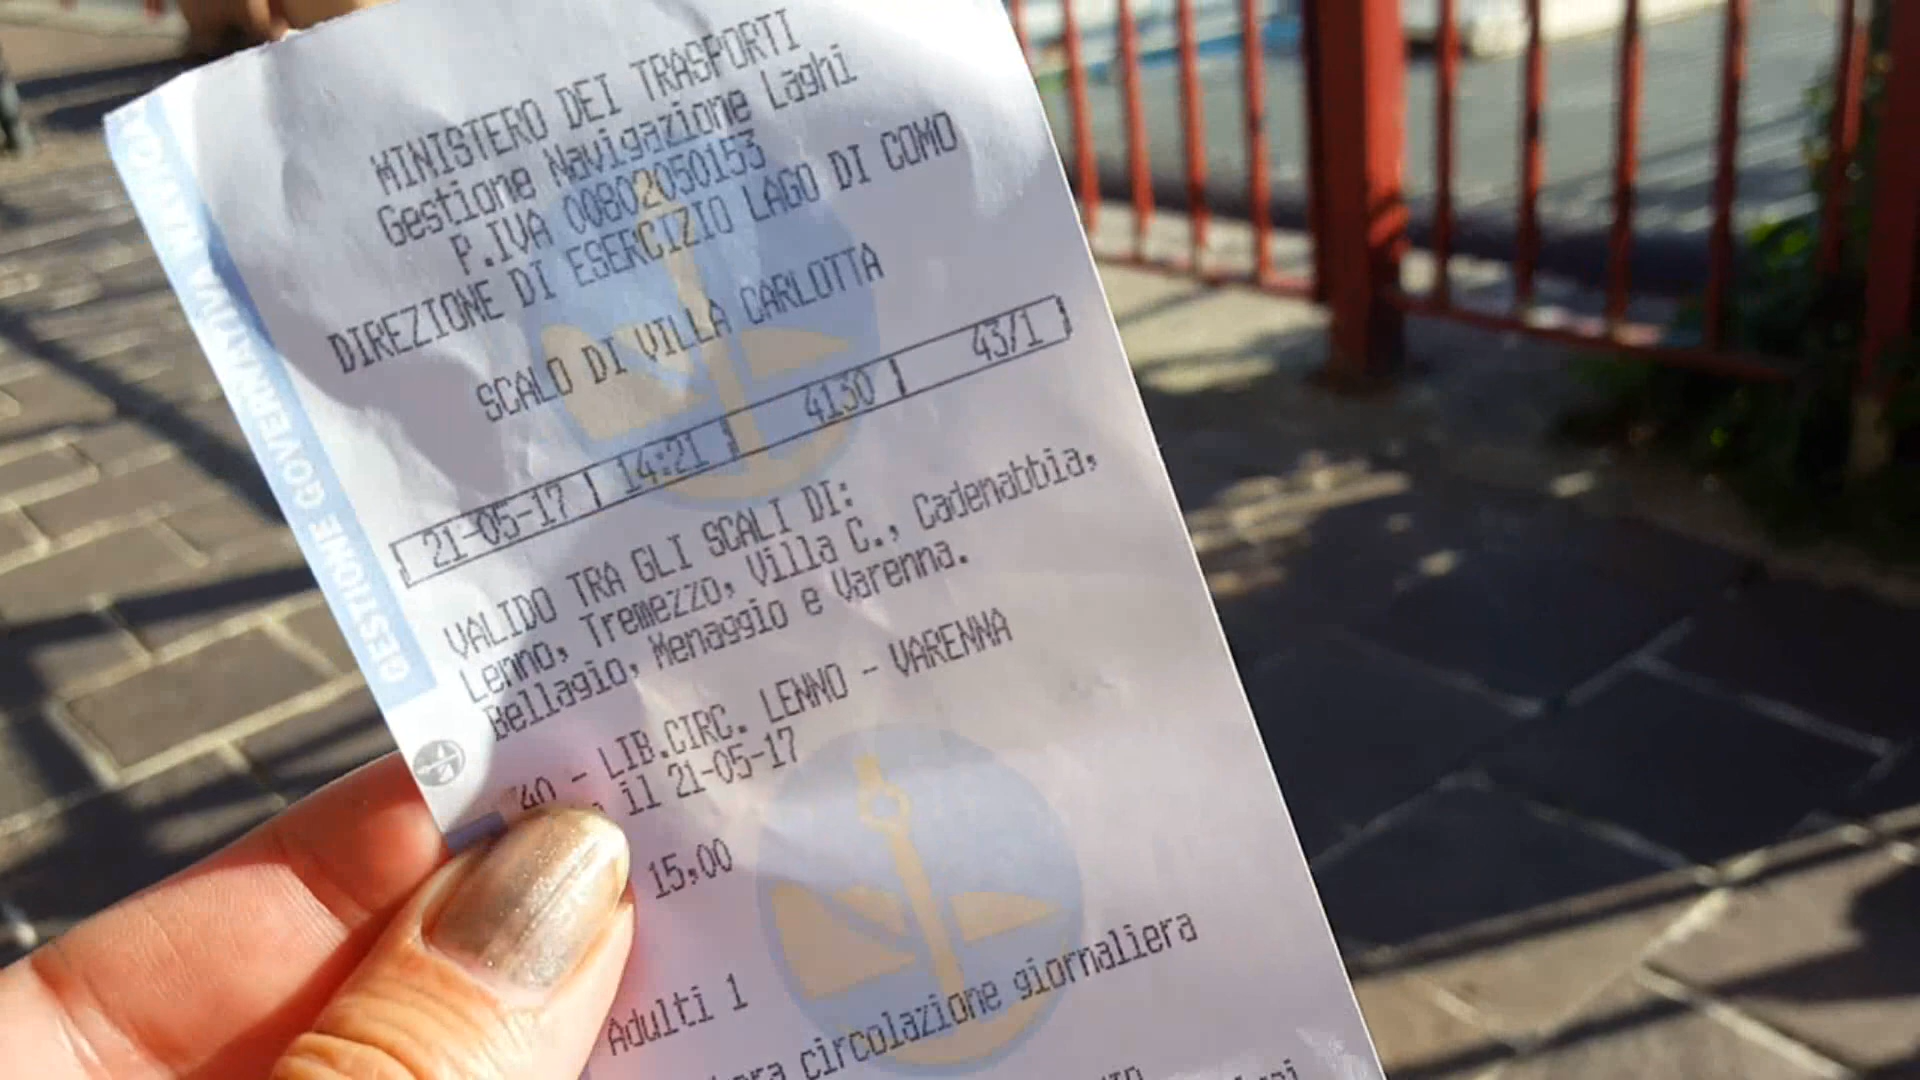 MINISTERO DEI TRASPORTI
Gestione Navigazione Laghi
P.IVA 00802050153
DIREZIONE DI ESERCIZIO LAGO DI COMO
SCALO DI VILLA CARLOTTA
21-05-17 | 14:21 | 4130 | 43/1
VALIDO TRA GLI SCALI DI:
Lenno, Tremezzo, Villa C., Cadenabbia,
Bellagio, Menaggio e Varenna.
40 - LIB.CIRC. LENNO - VARENNA
il 21-05-17
15,00
Adulti 1
circolazione giornaliera
GESTIONE GOVERNATIVA